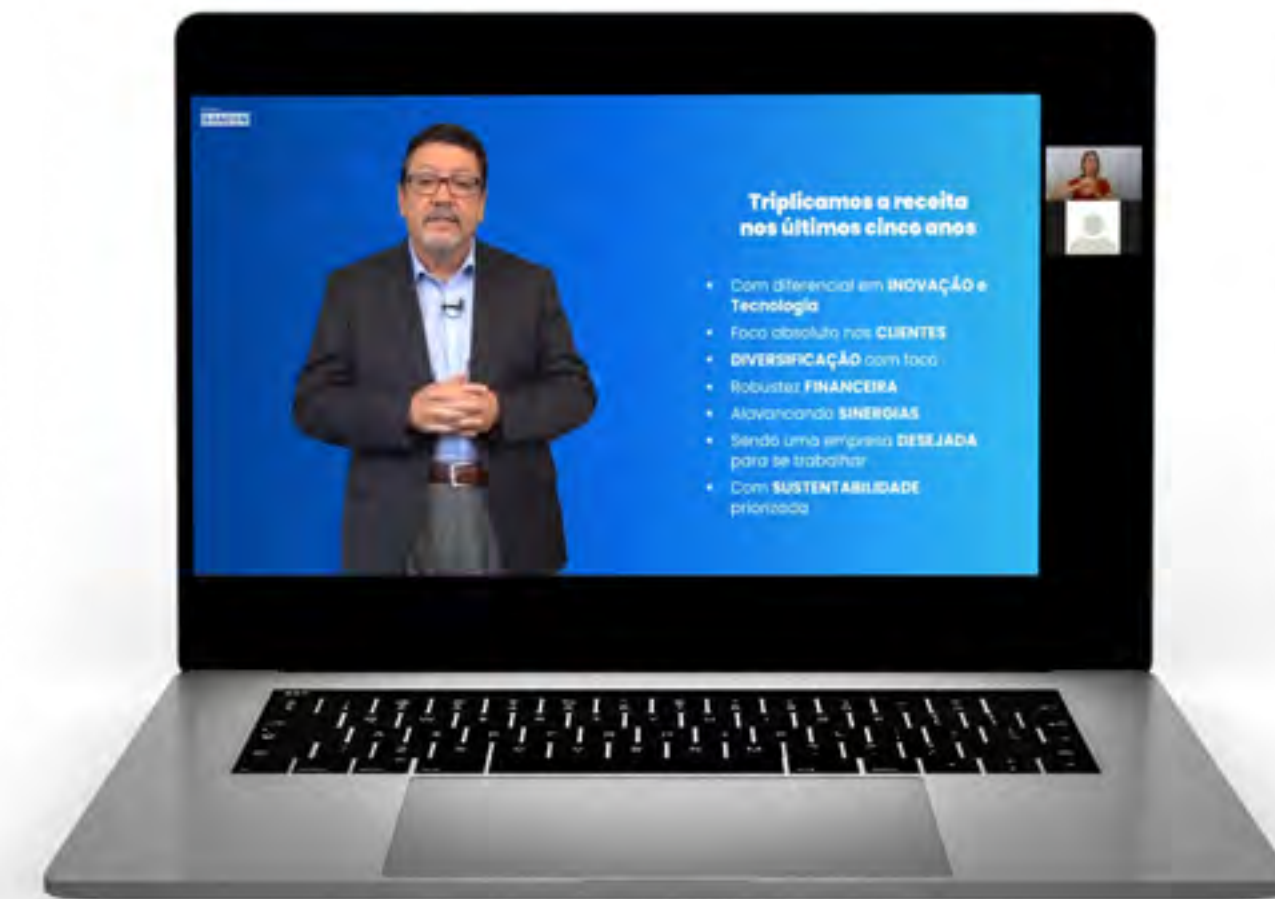 Triplicamos a receita
nos últimos cinco anos
• Com diferencial em INOVAÇÃO e
Tecnologia
• Foco absoluto nos CLIENTES
• DIVERSIFICAÇÃO com foco
• Robustez FINANCEIRA
• Alavancando SINERGIAS
• Sendo uma empresa DESEJADA
para se trabalhar
• Com SUSTENTABILIDADE
priorizada